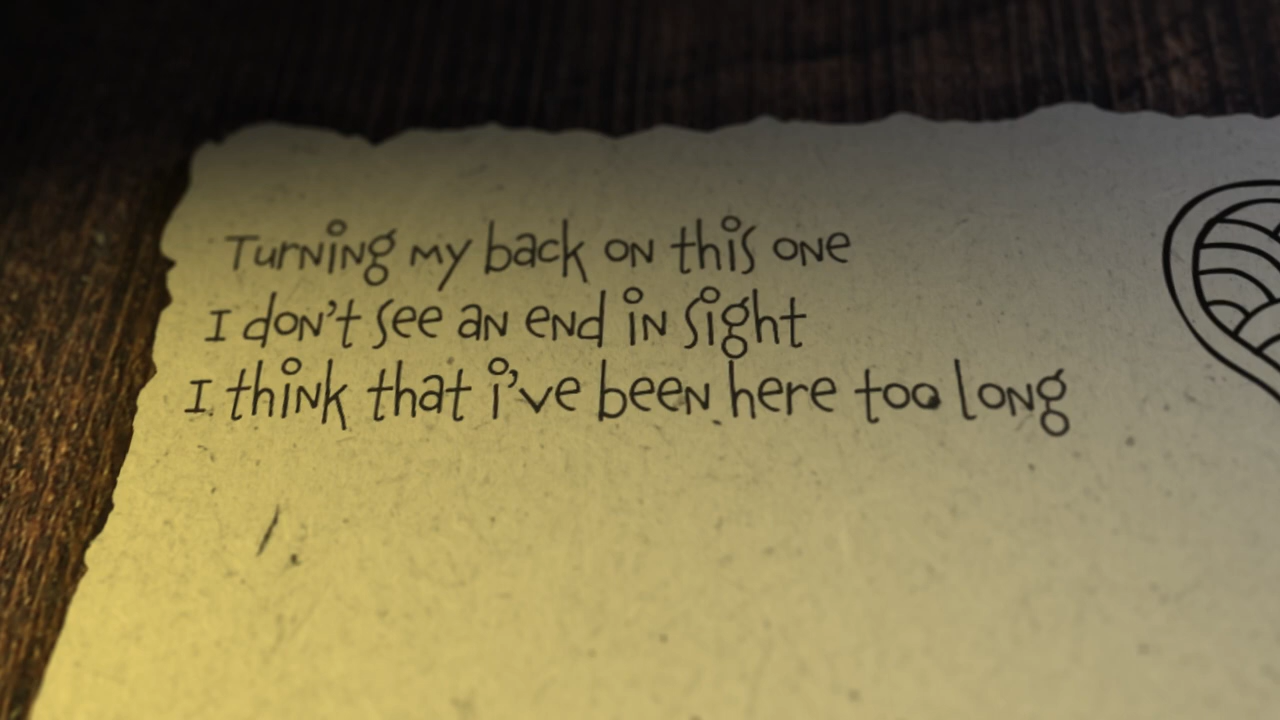 Turning my back on this one
I don't see an end in sight
I think that i've been here too long